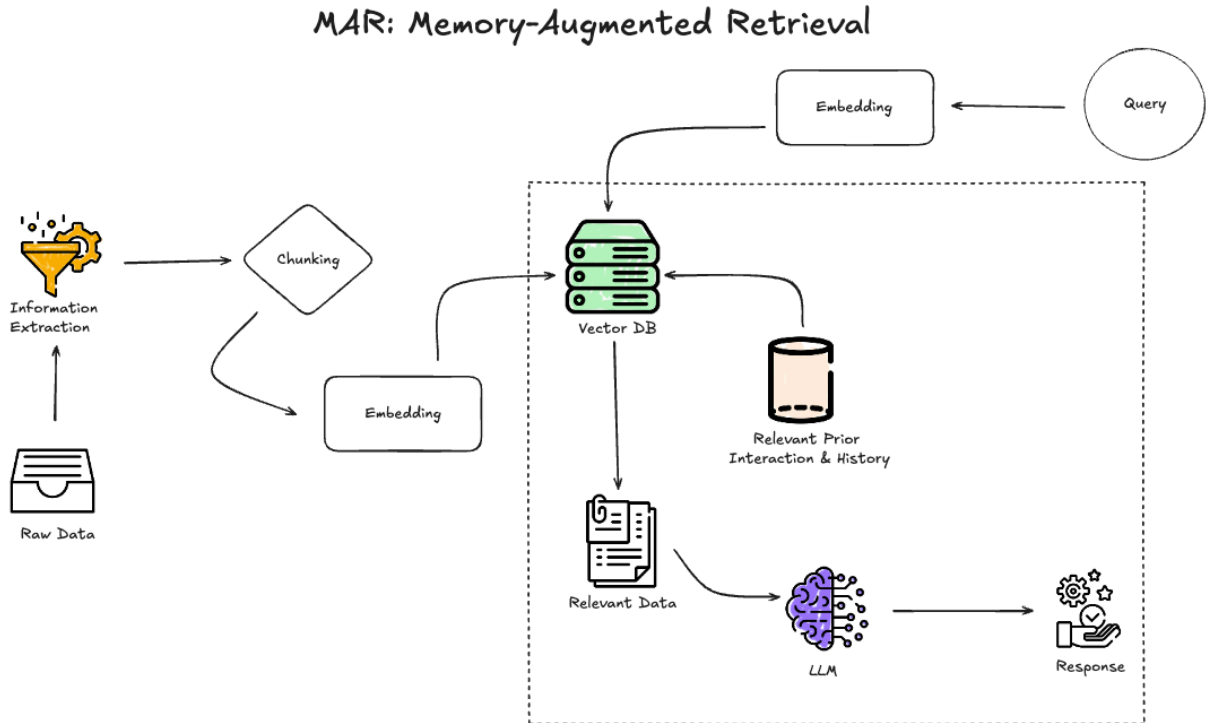 MAR: Memory-Augmented Retrieval
Embedding
Query
Information
Extraction
Chunking
Vector DB
Embedding
Relevant Prior
Interaction & History
Raw Data
Relevant Data
LLM
Response